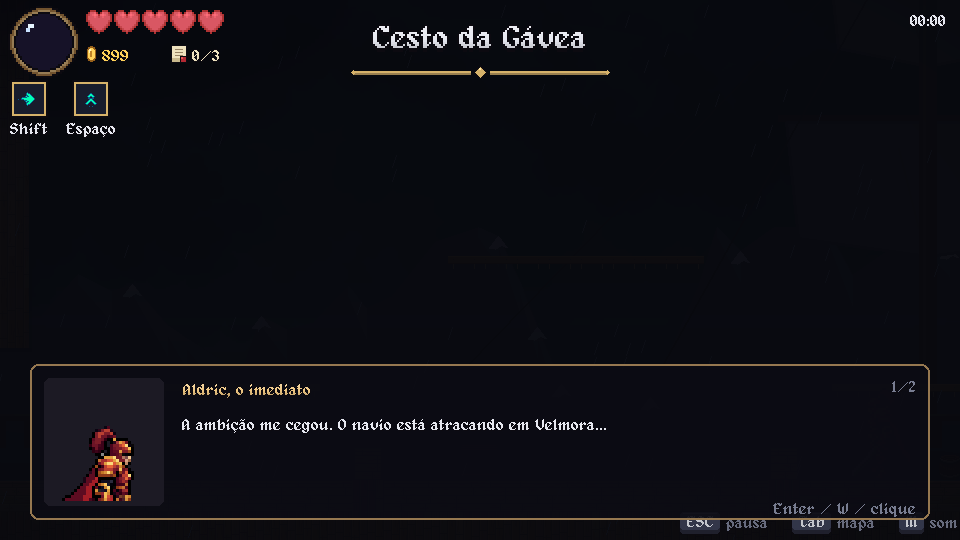 Cesto da Gávea
00:00
899
0/3
Shift
Espaço
Aldric, o imediato
1/2
A ambição me cegou. O navio está atracando em Velmora...
Enter / W / clique
ESC pausa
Tab mapa
M som